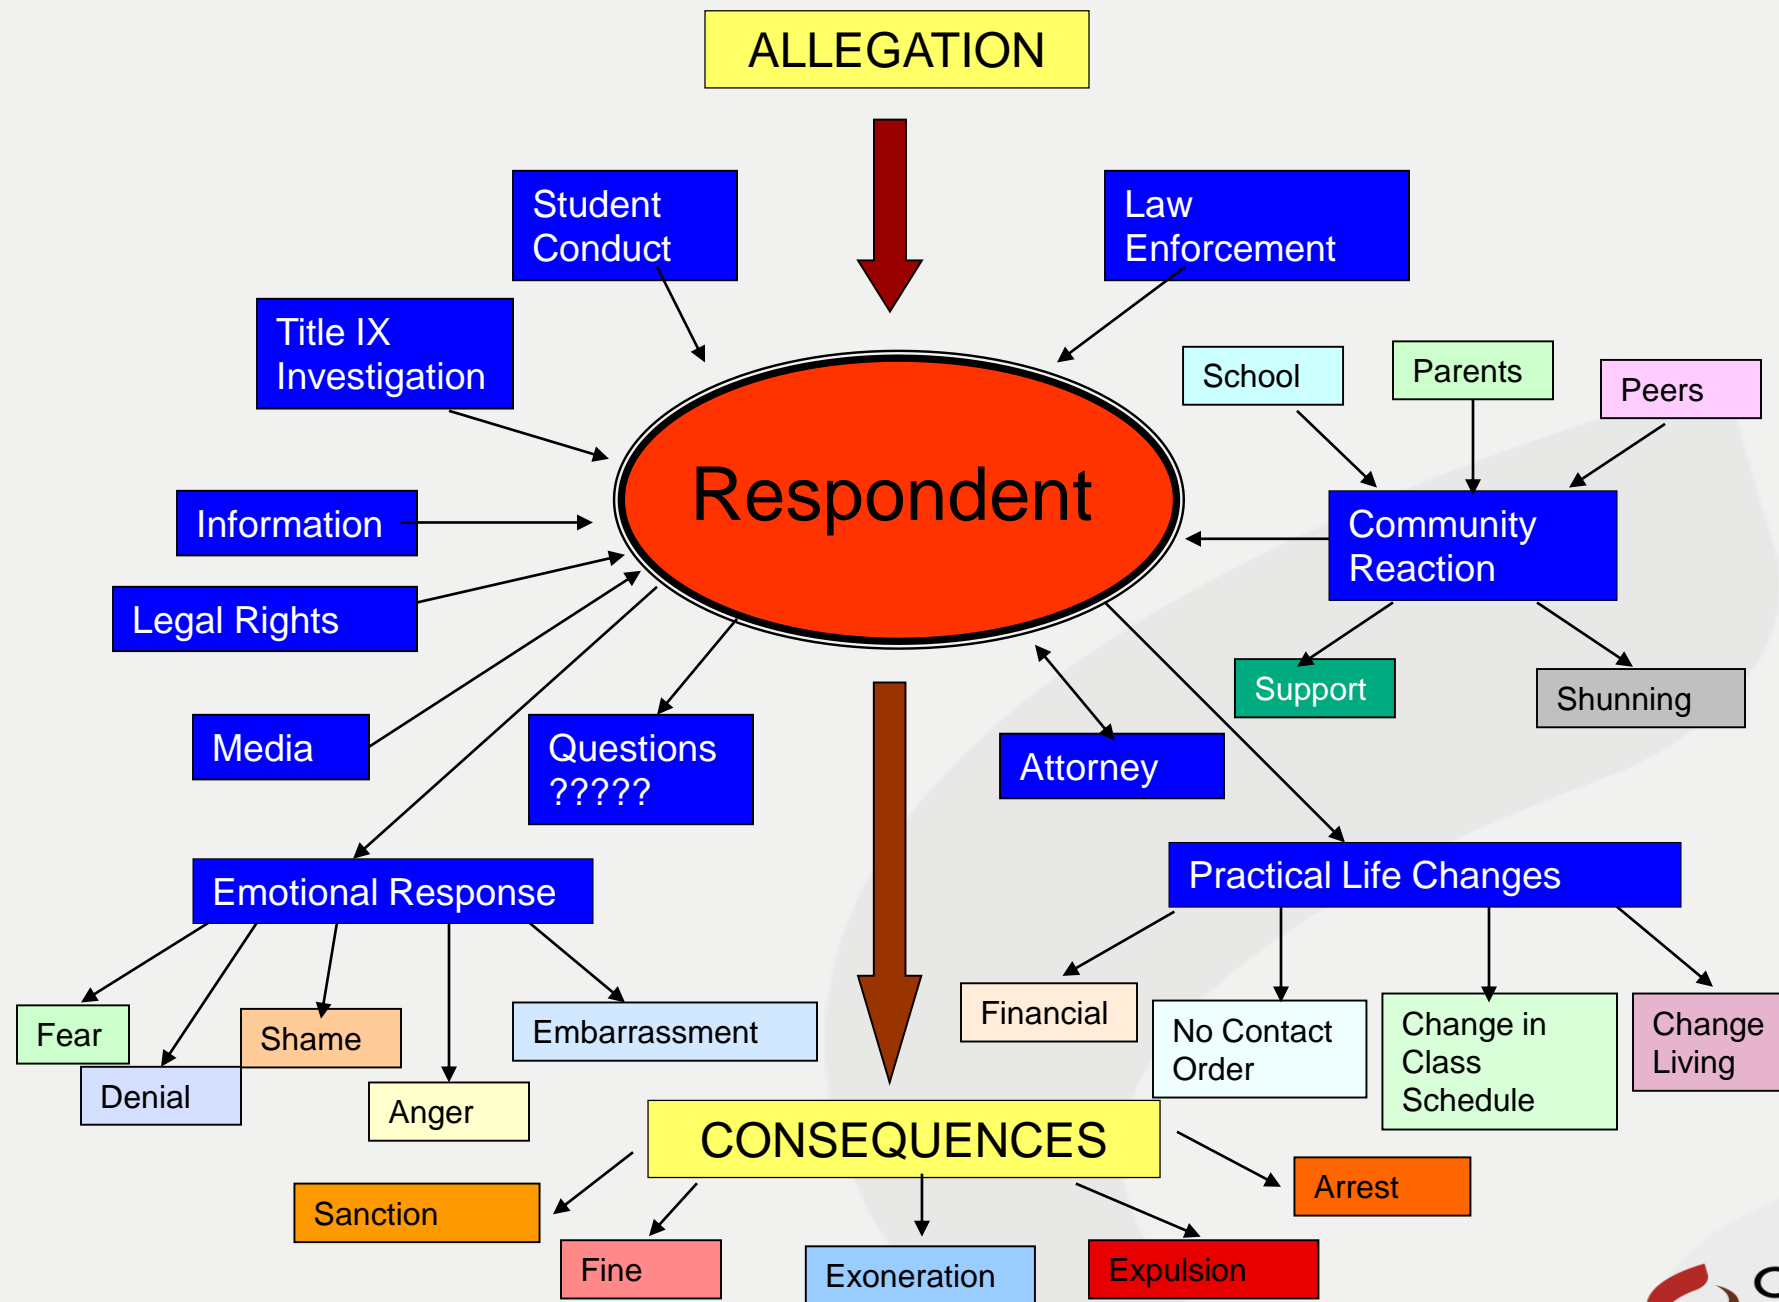 ALLEGATION
Student
Conduct
Law
Enforcement
Title IX
Investigation
School
Parents
Peers
Respondent
Information
Community
Reaction
Legal Rights
Support
Shunning
Media
Questions
?????
Attorney
Emotional Response
Practical Life Changes
Fear
Shame
Embarrassment
Denial
Anger
Financial
No Contact
Order
Change in
Class
Schedule
Change
Living
CONSEQUENCES
Sanction
Fine
Exoneration
Expulsion
Arrest